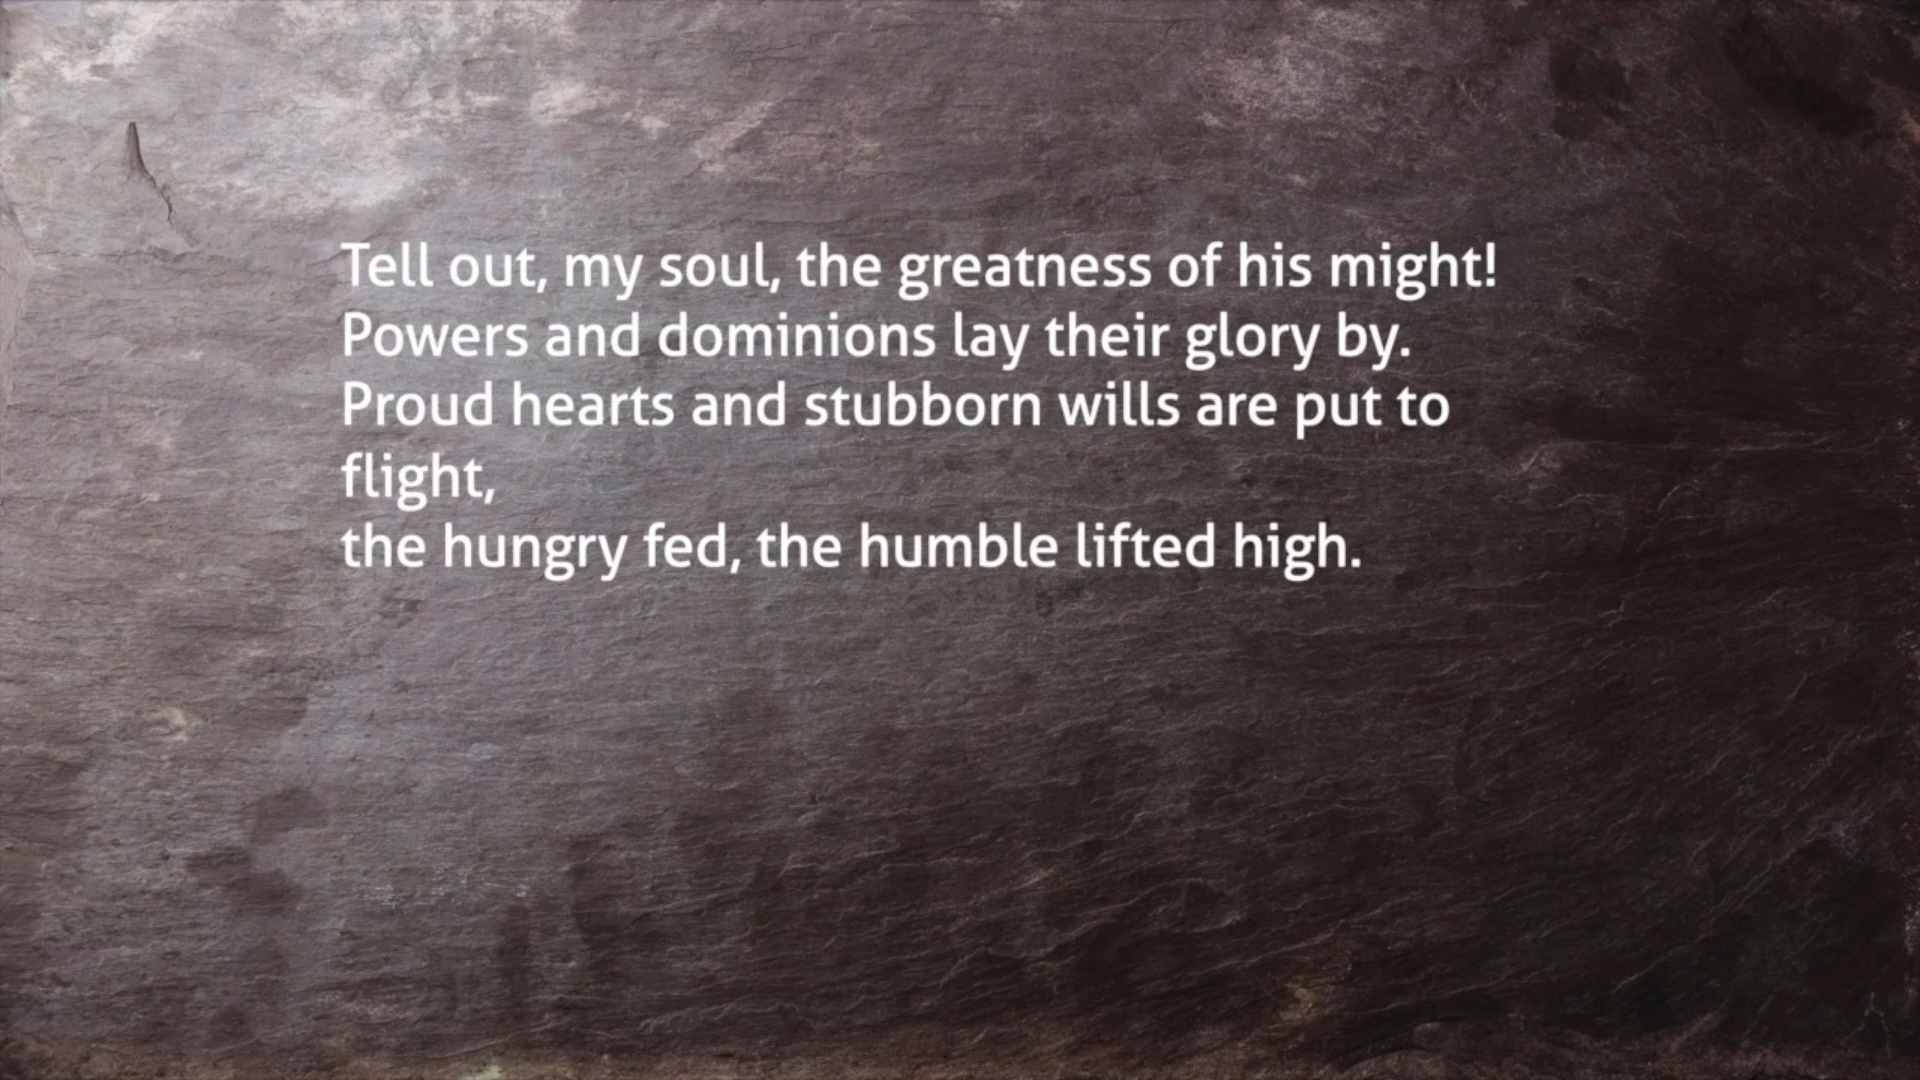 Tell out, my soul, the greatness of his might!
Powers and dominions lay their glory by.
Proud hearts and stubborn wills are put to
flight,
the hungry fed, the humble lifted high.